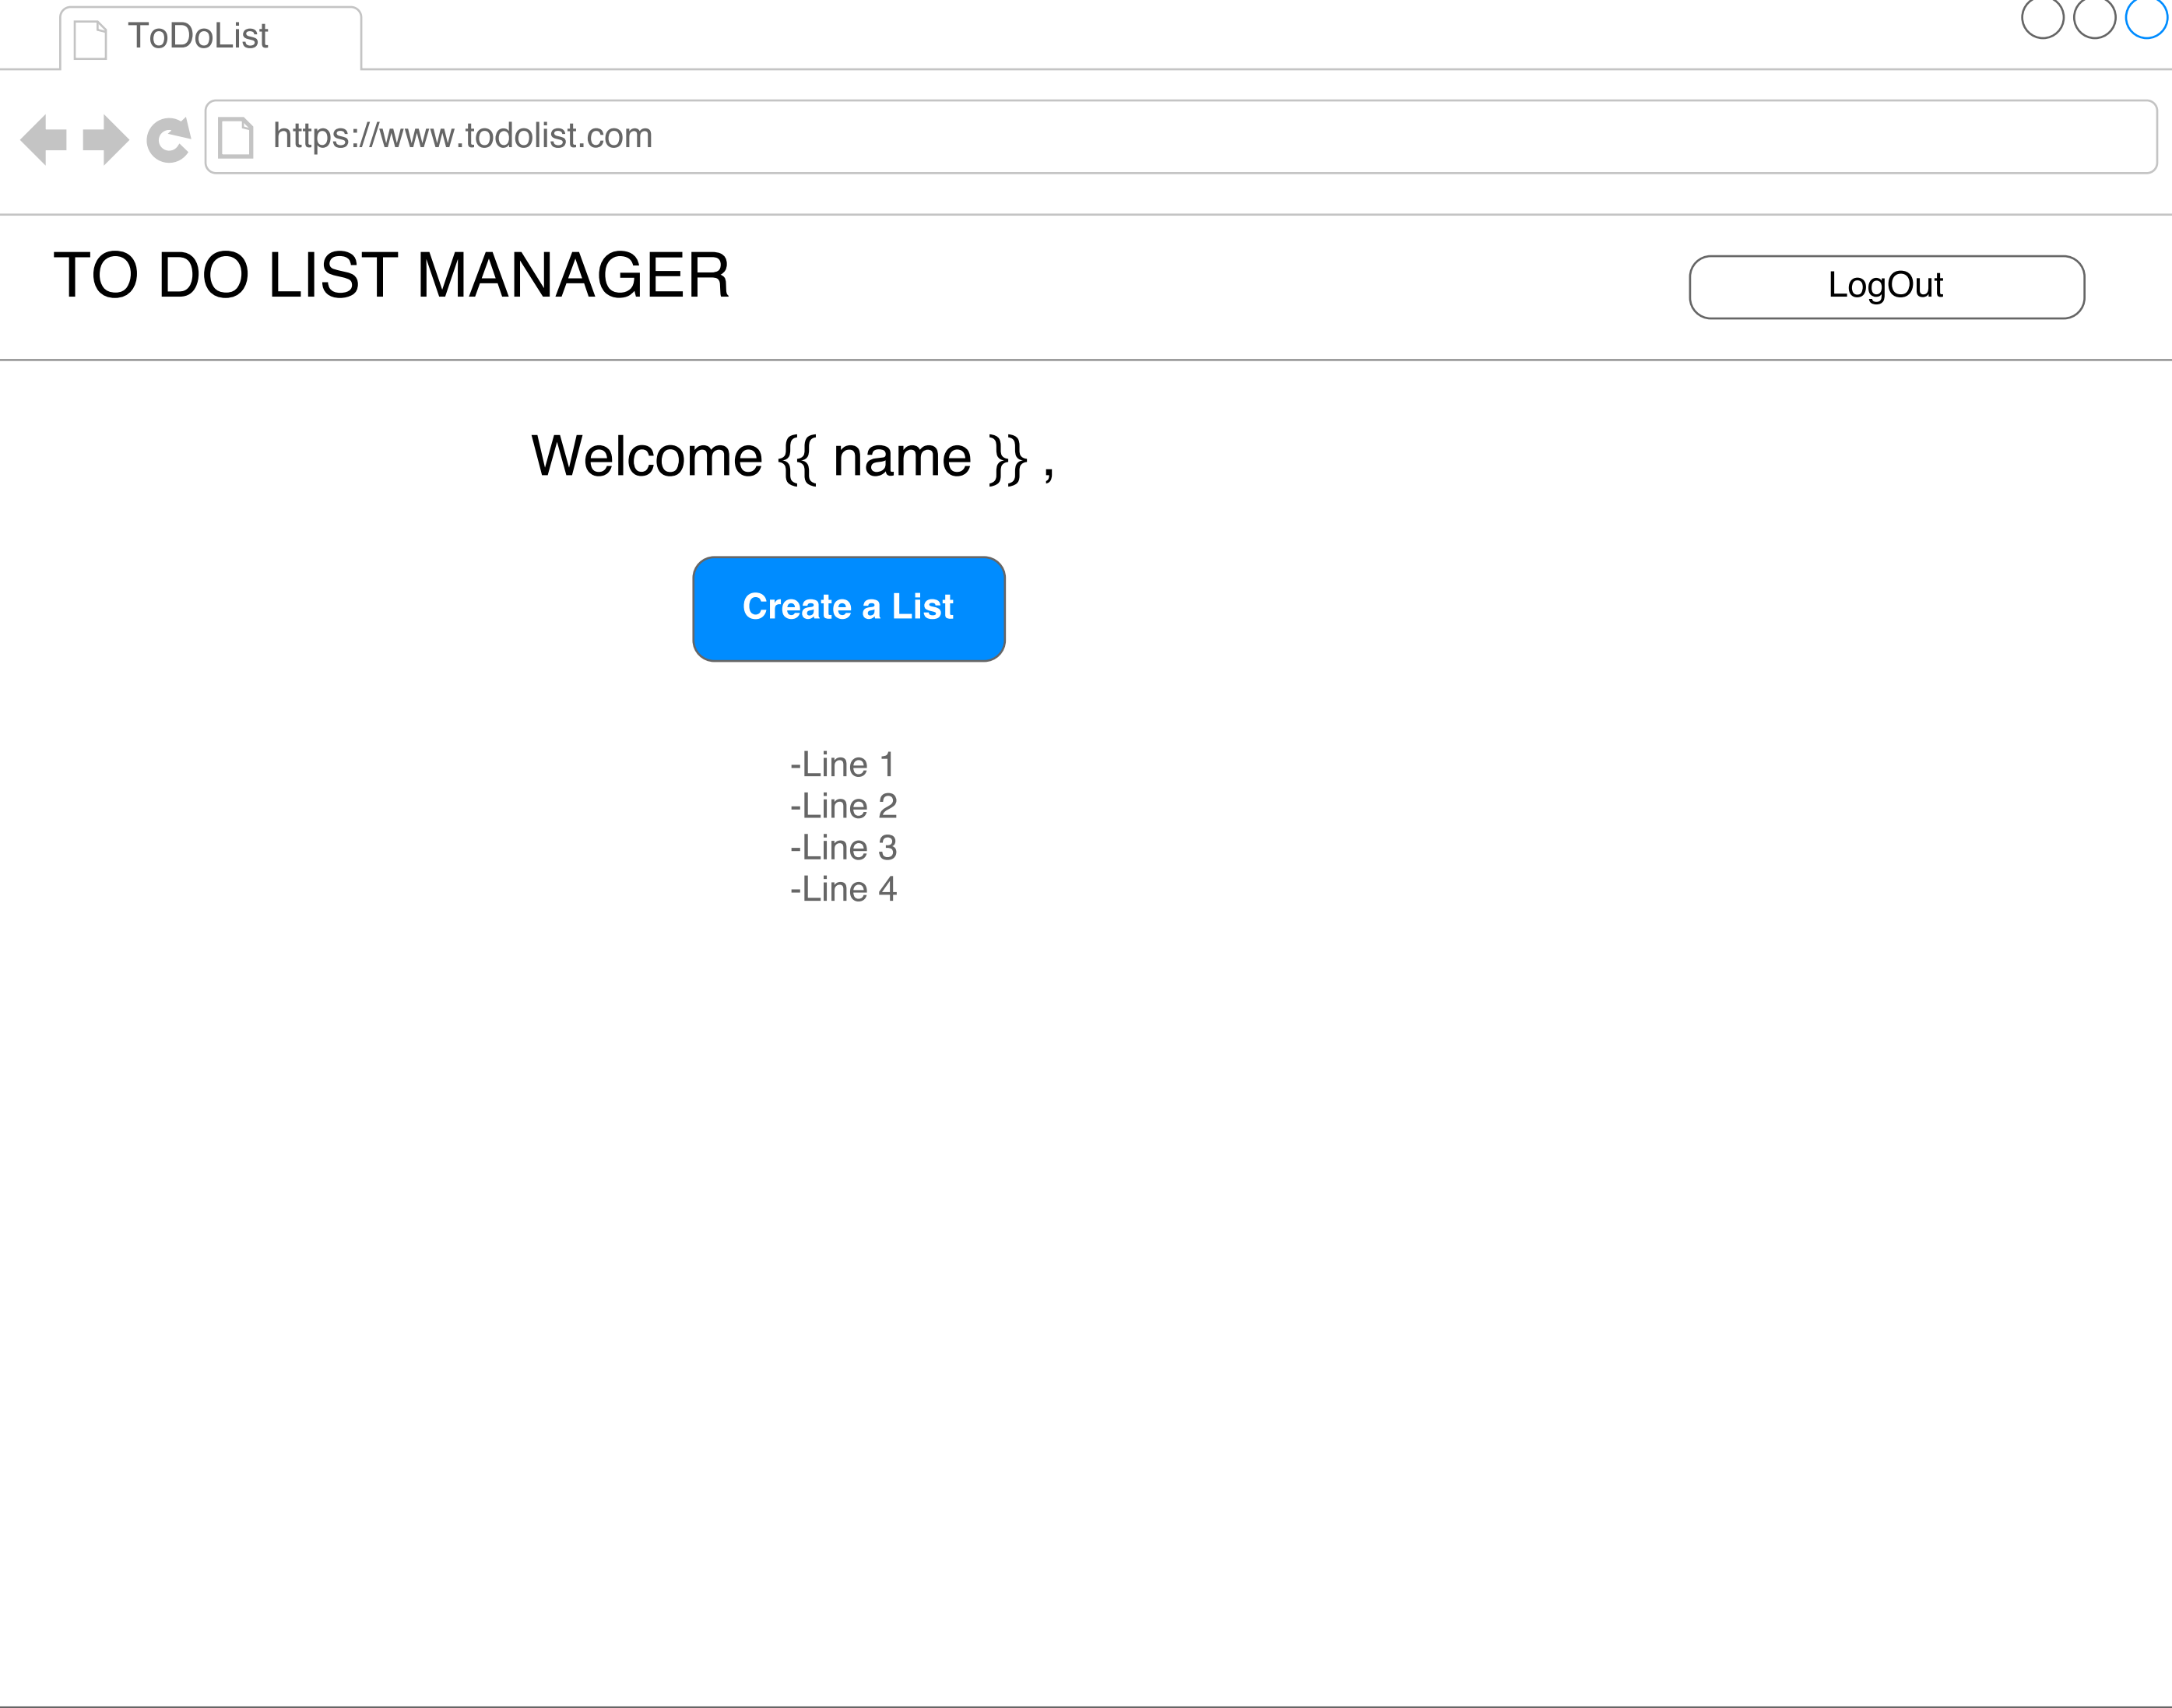 ToDoList
https://www.todolist.com
TO DO LIST MANAGER
LogOut
Welcome {{ name }} ,
Create a List
-Line 1
-Line 2
-Line 3
-Line 4